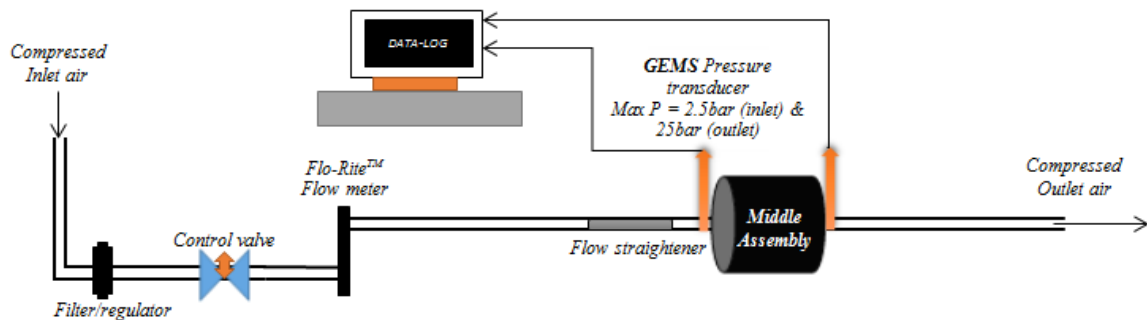 Compressed
Inlet air
DATA-LOG
GEMS Pressure
transducer
Max P = 2.5bar (inlet) &
25bar (outlet)
Flo-Rite™
Flow meter
Compressed
Outlet air
Control valve
Flow straightener
Middle
Assembly
Filter/regulator